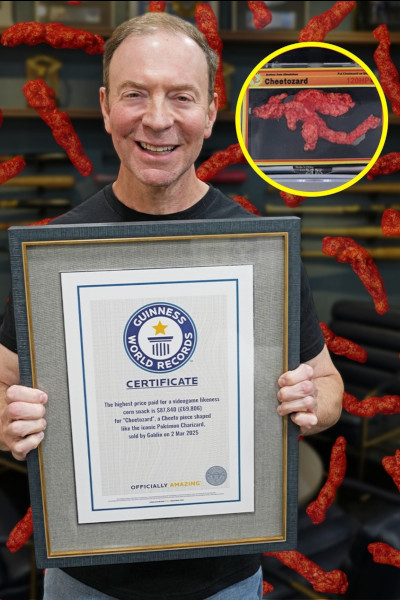 Cheetozard
120HP
GUINNESS
WORLD RECORDS
CERTIFICATE
The highest price paid for a videogame likeness
corn snack is $87,840 (£69,806)
for "Cheetozard", a Cheeto piece shaped
like the iconic Pokémon Charizard,
sold by Goldin on 2 Mar 2025
OFFICIALLY AMAZING